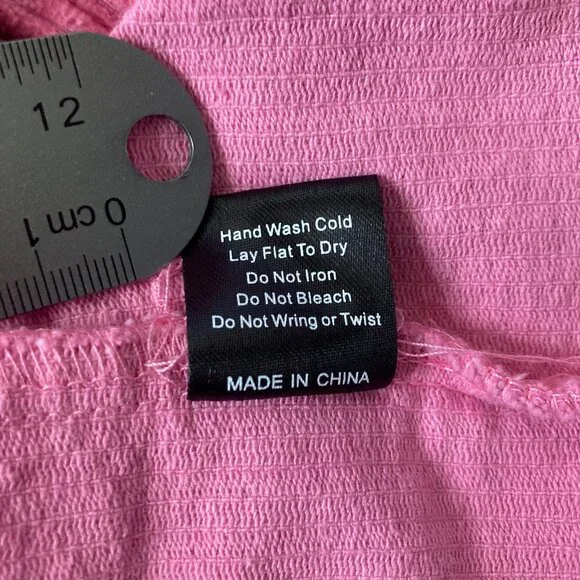 12
0 cm 1
Hand Wash Cold
Lay Flat To Dry
Do Not Iron
Do Not Bleach
Do Not Wring or Twist
MADE IN CHINA